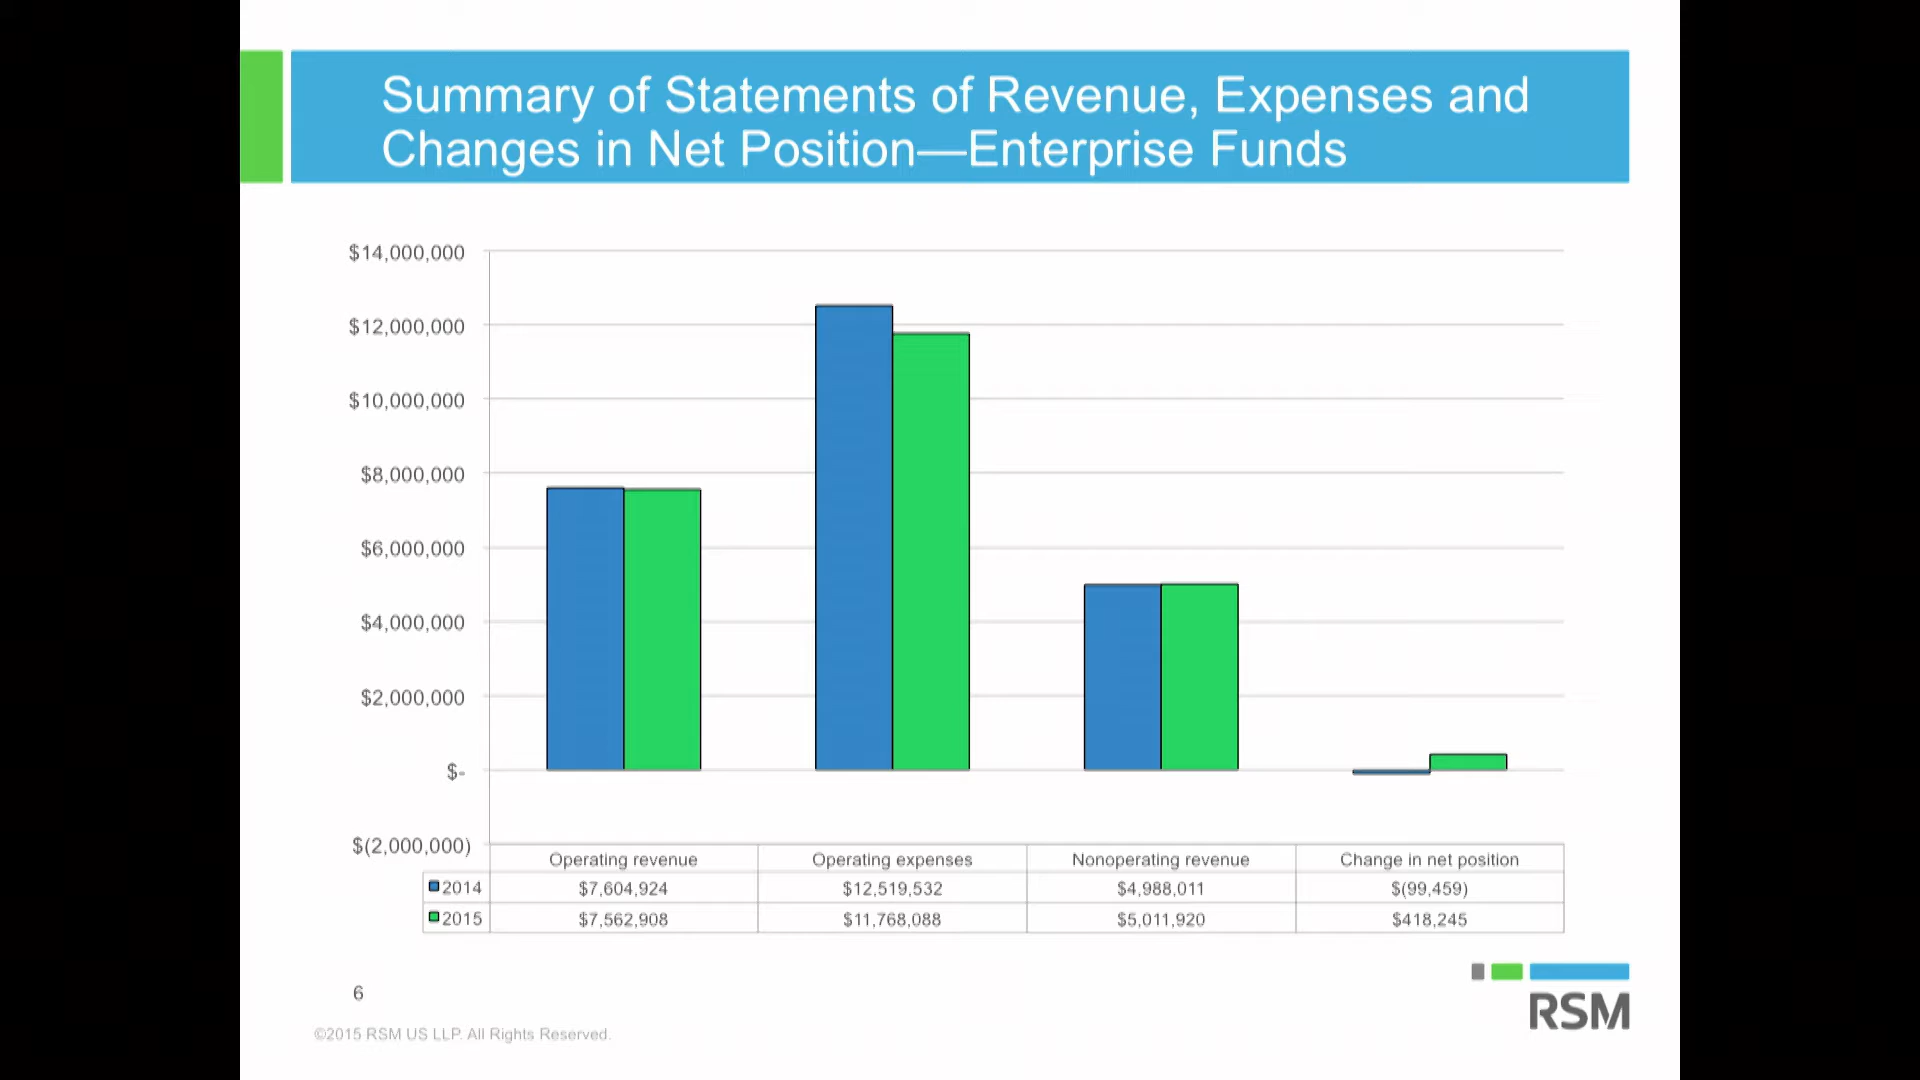 Summary of Statements of Revenue, Expenses and
Changes in Net Position—Enterprise Funds
$14,000,000
$12,000,000
$10,000,000
$8,000,000
$6,000,000
$4,000,000
$2,000,000
$-
$(2,000,000)
Operating revenue Operating expenses Nonoperating revenue Change in net position
2014 $7,604,924 $12,519,532 $4,988,011 $(99,459)
2015 $7,562,908 $11,768,088 $5,011,920 $418,245
6
RSM
©2015 RSM US LLP. All Rights Reserved.